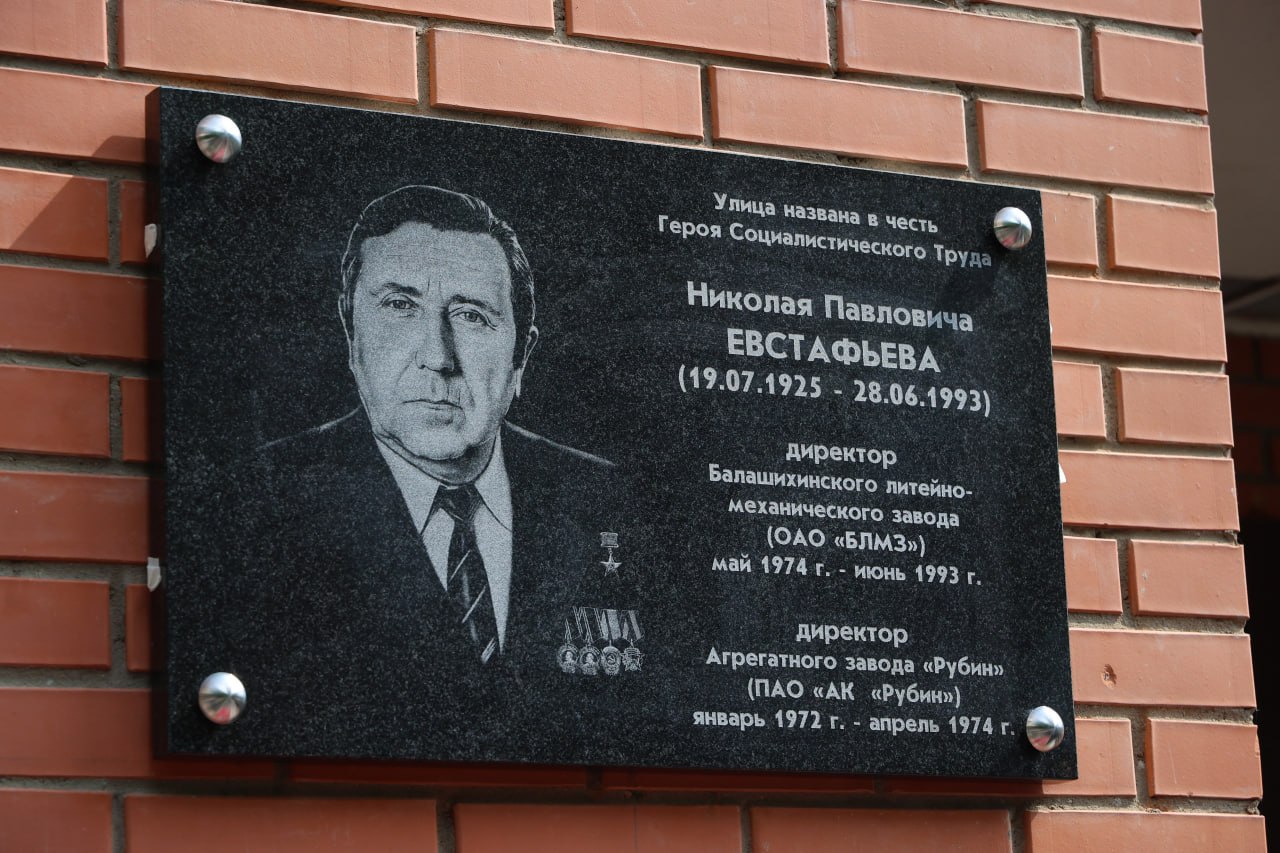 Улица названа в честь
Героя Социалистического Труда
Николая Павловича
ЕВСТАФЬЕВА
(19.07.1925 - 28.06.1993)
директор
Балашихинского литейно-
механического завода
(ОАО «БЛМЗ»)
май 1974 г. - июнь 1993 г.
директор
Агрегатного завода «Рубин»
(ПАО «АК «Рубин»)
январь 1972 г. - апрель 1974 г.